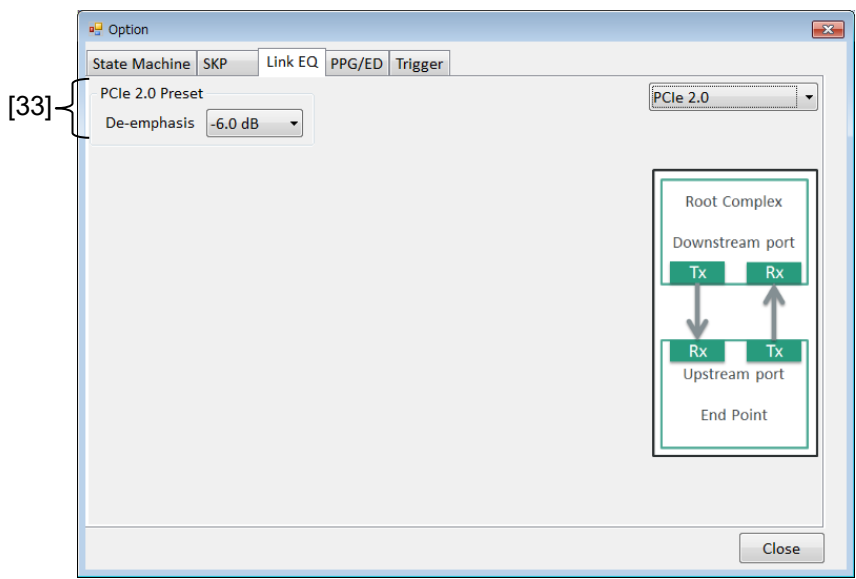 Option
State Machine SKP Link EQ PPG/ED Trigger
[33]
PCIe 2.0 Preset
De-emphasis -6.0 dB
PCIe 2.0
Root Complex
Downstream port
Tx Rx
Rx Tx
Upstream port
End Point
Close